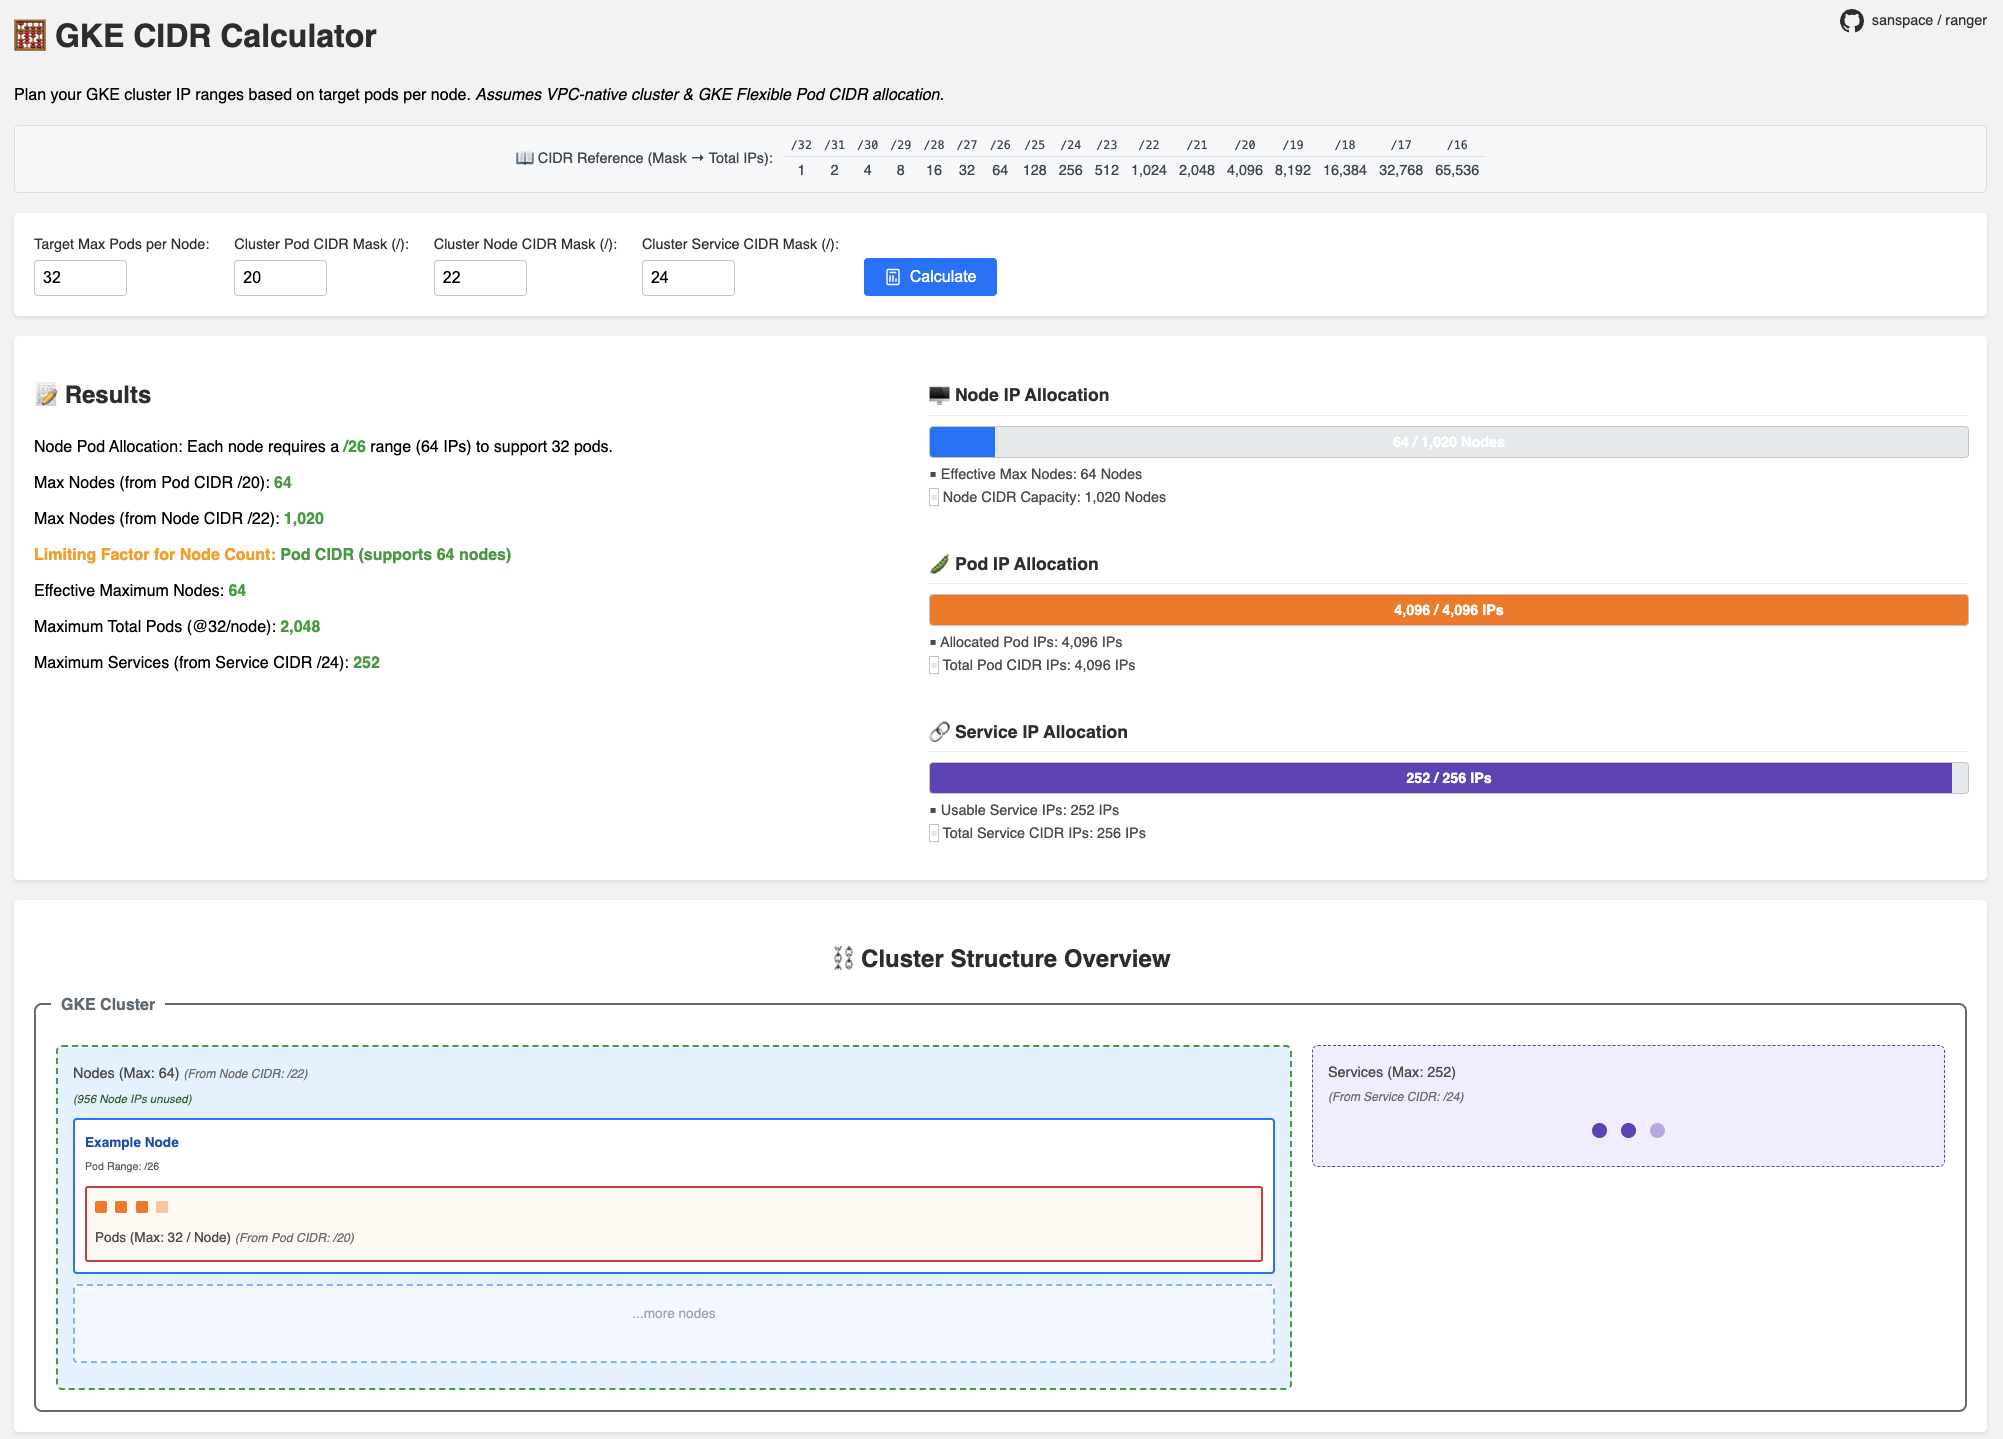 GKE CIDR Calculator
sanspace / ranger
Plan your GKE cluster IP ranges based on target pods per node. Assumes VPC-native cluster & GKE Flexible Pod CIDR allocation.
CIDR Reference (Mask → Total IPs):
/32 /31 /30 /29 /28 /27 /26 /25 /24 /23 /22 /21 /20 /19 /18 /17 /16
1 2 4 8 16 32 64 128 256 512 1,024 2,048 4,096 8,192 16,384 32,768 65,536
Target Max Pods per Node: Cluster Pod CIDR Mask (/): Cluster Node CIDR Mask (/): Cluster Service CIDR Mask (/):
32 20 22 24 Calculate
Results
Node Pod Allocation: Each node requires a /26 range (64 IPs) to support 32 pods.
Max Nodes (from Pod CIDR /20): 64
Max Nodes (from Node CIDR /22): 1,020
Limiting Factor for Node Count: Pod CIDR (supports 64 nodes)
Effective Maximum Nodes: 64
Maximum Total Pods (@32/node): 2,048
Maximum Services (from Service CIDR /24): 252
Node IP Allocation
64 / 1,020 Nodes
Effective Max Nodes: 64 Nodes
Node CIDR Capacity: 1,020 Nodes
Pod IP Allocation
4,096 / 4,096 IPs
Allocated Pod IPs: 4,096 IPs
Total Pod CIDR IPs: 4,096 IPs
Service IP Allocation
252 / 256 IPs
Usable Service IPs: 252 IPs
Total Service CIDR IPs: 256 IPs
Cluster Structure Overview
GKE Cluster
Nodes (Max: 64) (From Node CIDR: /22)
(956 Node IPs unused)
Example Node
Pod Range: /26
Pods (Max: 32 / Node) (From Pod CIDR: /20)
...more nodes
Services (Max: 252)
(From Service CIDR: /24)